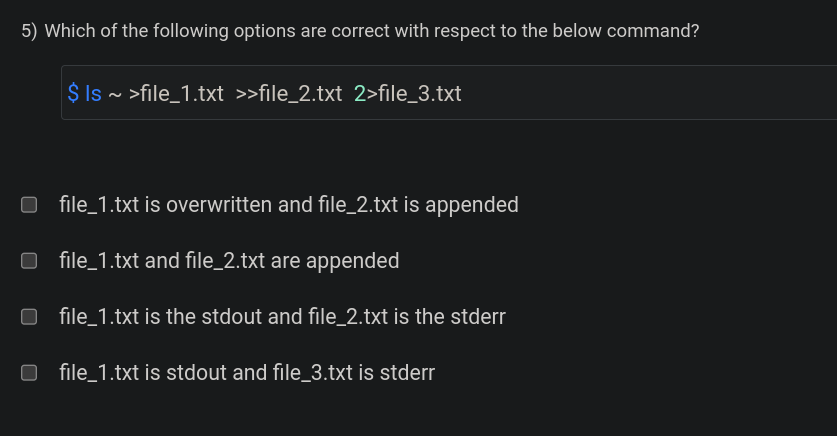 5) Which of the following options are correct with respect to the below command?
$ ls ~ >file_1.txt >>file_2.txt 2>file_3.txt
file_1.txt is overwritten and file_2.txt is appended
file_1.txt and file_2.txt are appended
file_1.txt is the stdout and file_2.txt is the stderr
file_1.txt is stdout and file_3.txt is stderr